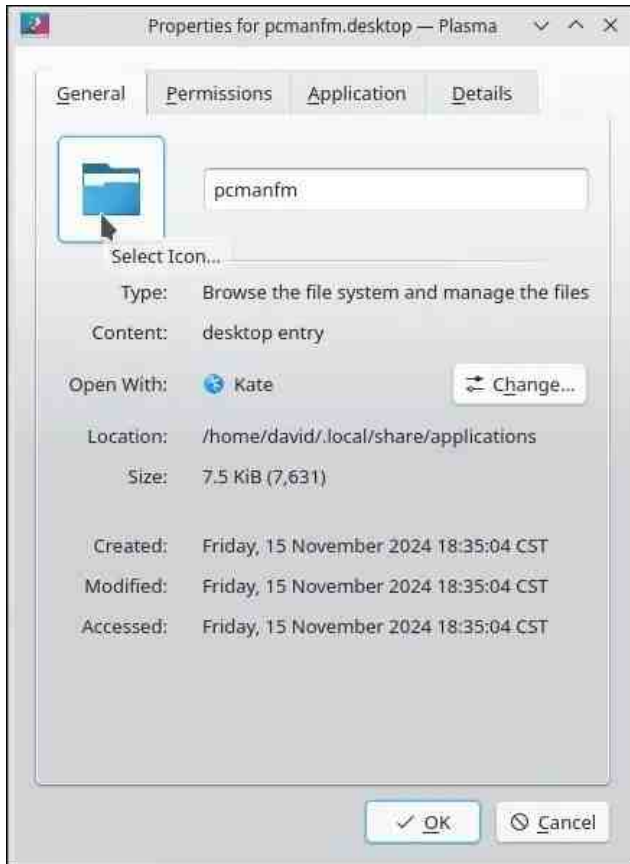 Properties for pcmanfm.desktop — Plasma
General Permissions Application Details
pcmanfm
Select Icon...
Type: Browse the file system and manage the files
Content: desktop entry
Open With: Kate Change...
Location: /home/david/.local/share/applications
Size: 7.5 KiB (7,631)
Created: Friday, 15 November 2024 18:35:04 CST
Modified: Friday, 15 November 2024 18:35:04 CST
Accessed: Friday, 15 November 2024 18:35:04 CST
OK Cancel